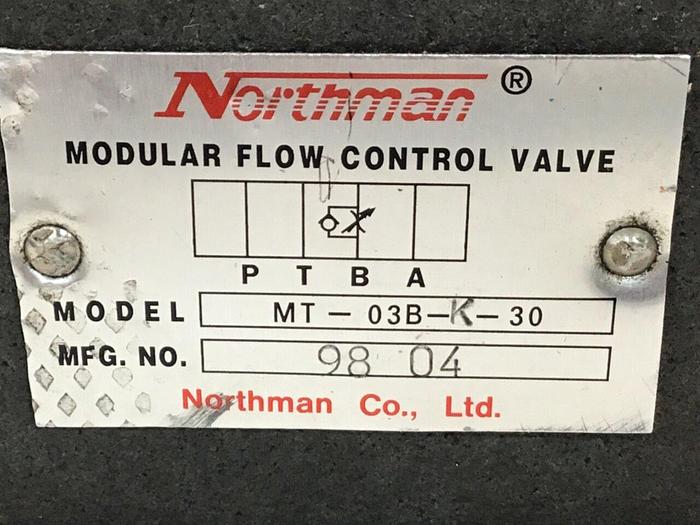 Northman ®
MODULAR FLOW CONTROL VALVE
P T B A
MODEL MT-03B-K-30
MFG. NO. 98 04
Northman Co., Ltd.